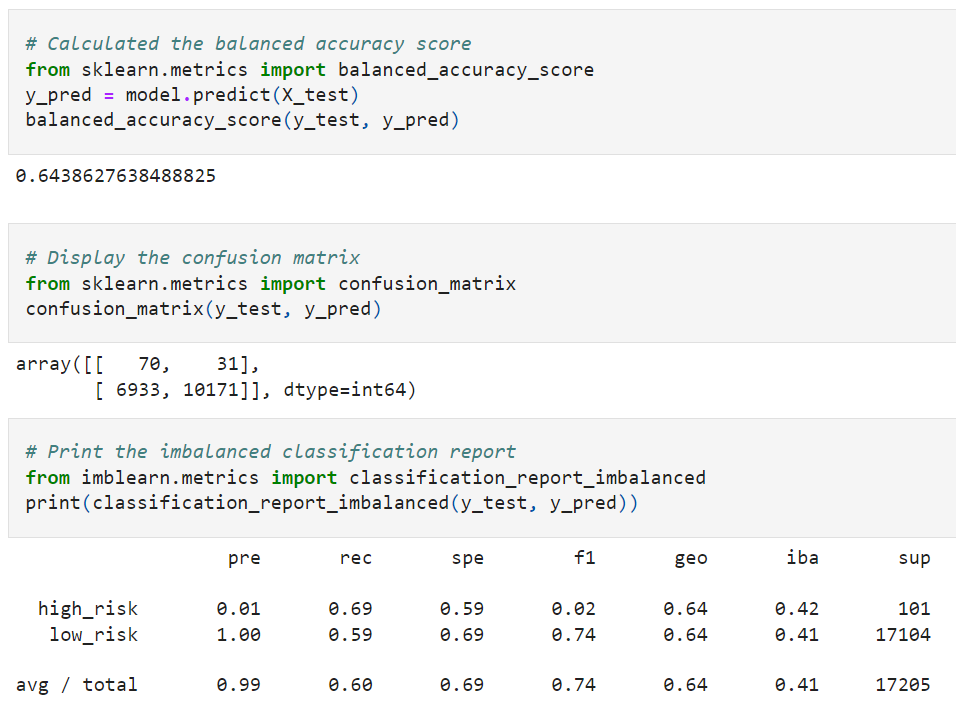 # Calculated the balanced accuracy score
from sklearn.metrics import balanced_accuracy_score
y_pred = model.predict(X_test)
balanced_accuracy_score(y_test, y_pred)
0.6438627638488825
# Display the confusion matrix
from sklearn.metrics import confusion_matrix
confusion_matrix(y_test, y_pred)
array([[   70,    31],
       [ 6933, 10171]], dtype=int64)
# Print the imbalanced classification report
from imblearn.metrics import classification_report_imbalanced
print(classification_report_imbalanced(y_test, y_pred))
pre rec spe f1 geo iba sup
high_risk 0.01 0.69 0.59 0.02 0.64 0.42 101
low_risk 1.00 0.59 0.69 0.74 0.64 0.41 17104
avg / total 0.99 0.60 0.69 0.74 0.64 0.41 17205